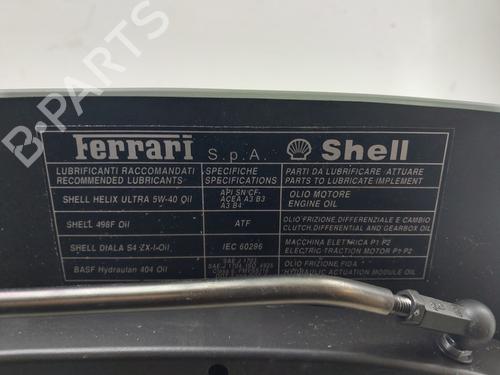 Ferrari S.p.A. Shell
LUBRIFICANTI RACCOMANDATI SPECIFICHE PARTI DA LUBRIFICARE / ATTUARE
RECOMMENDED LUBRICANTS SPECIFICATIONS PARTS TO LUBRICATE / IMPLEMENT
SHELL HELIX ULTRA 5W-40 Oil API SN/CF- OLIO MOTORE
ACEA A3 B3 ENGINE OIL
A3 B4
SHELL 498F Oil ATF OLIO FRIZIONE,DIFFERENZIALE E CAMBIO
CLUTCH,DIFFERENTIAL AND GEARBOX OIL
SHELL DIALA S4 ZX-I-Oil IEC 60296 MACCHINA ELETTRICA P1 P2
ELECTRIC TRACTION MOTOR P1 P2
BASF Hydraulan 404 Oil SAE J 1703 OLIO FRIZIONE
HYDRAULIC ACTUATION MODULE OIL
B-PARTS